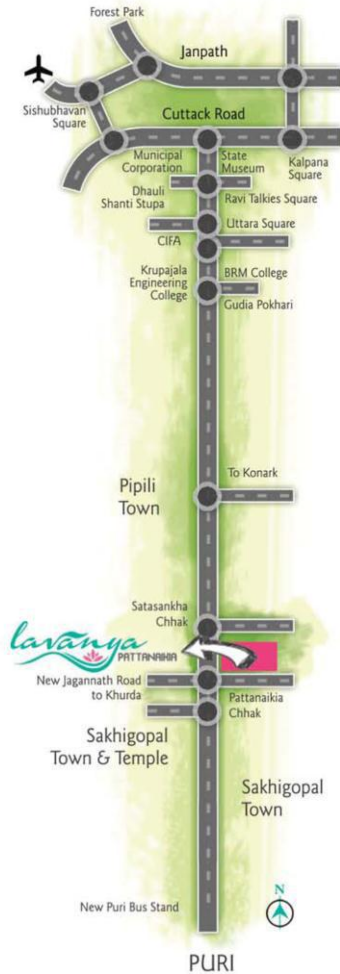 Forest Park
Janpath
Sishubhavan
Square
Cuttack Road
Municipal
Corporation
State
Museum
Kalpana
Square
Dhauli
Shanti Stupa
Ravi Talkies Square
Uttara Square
CIFA
Krupajala
Engineering
College
BRM College
Gudia Pokhari
To Konark
Pipili
Town
Satasankha
Chhak
lavanya
PATTANAIKIA
New Jagannath Road
to Khurda
Pattanaikia
Chhak
Sakhigopal
Town & Temple
Sakhigopal
Town
N
New Puri Bus Stand
PURI